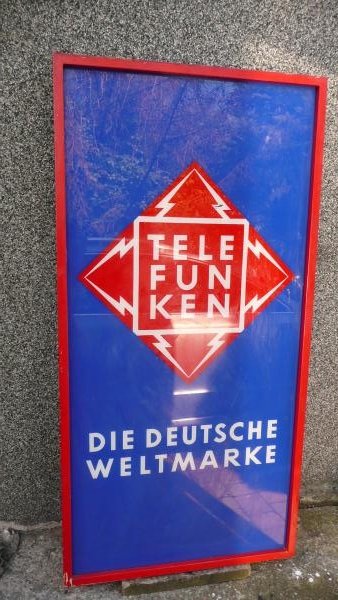 TELE
FUN
KEN
DIE DEUTSCHE
WELTMARKE